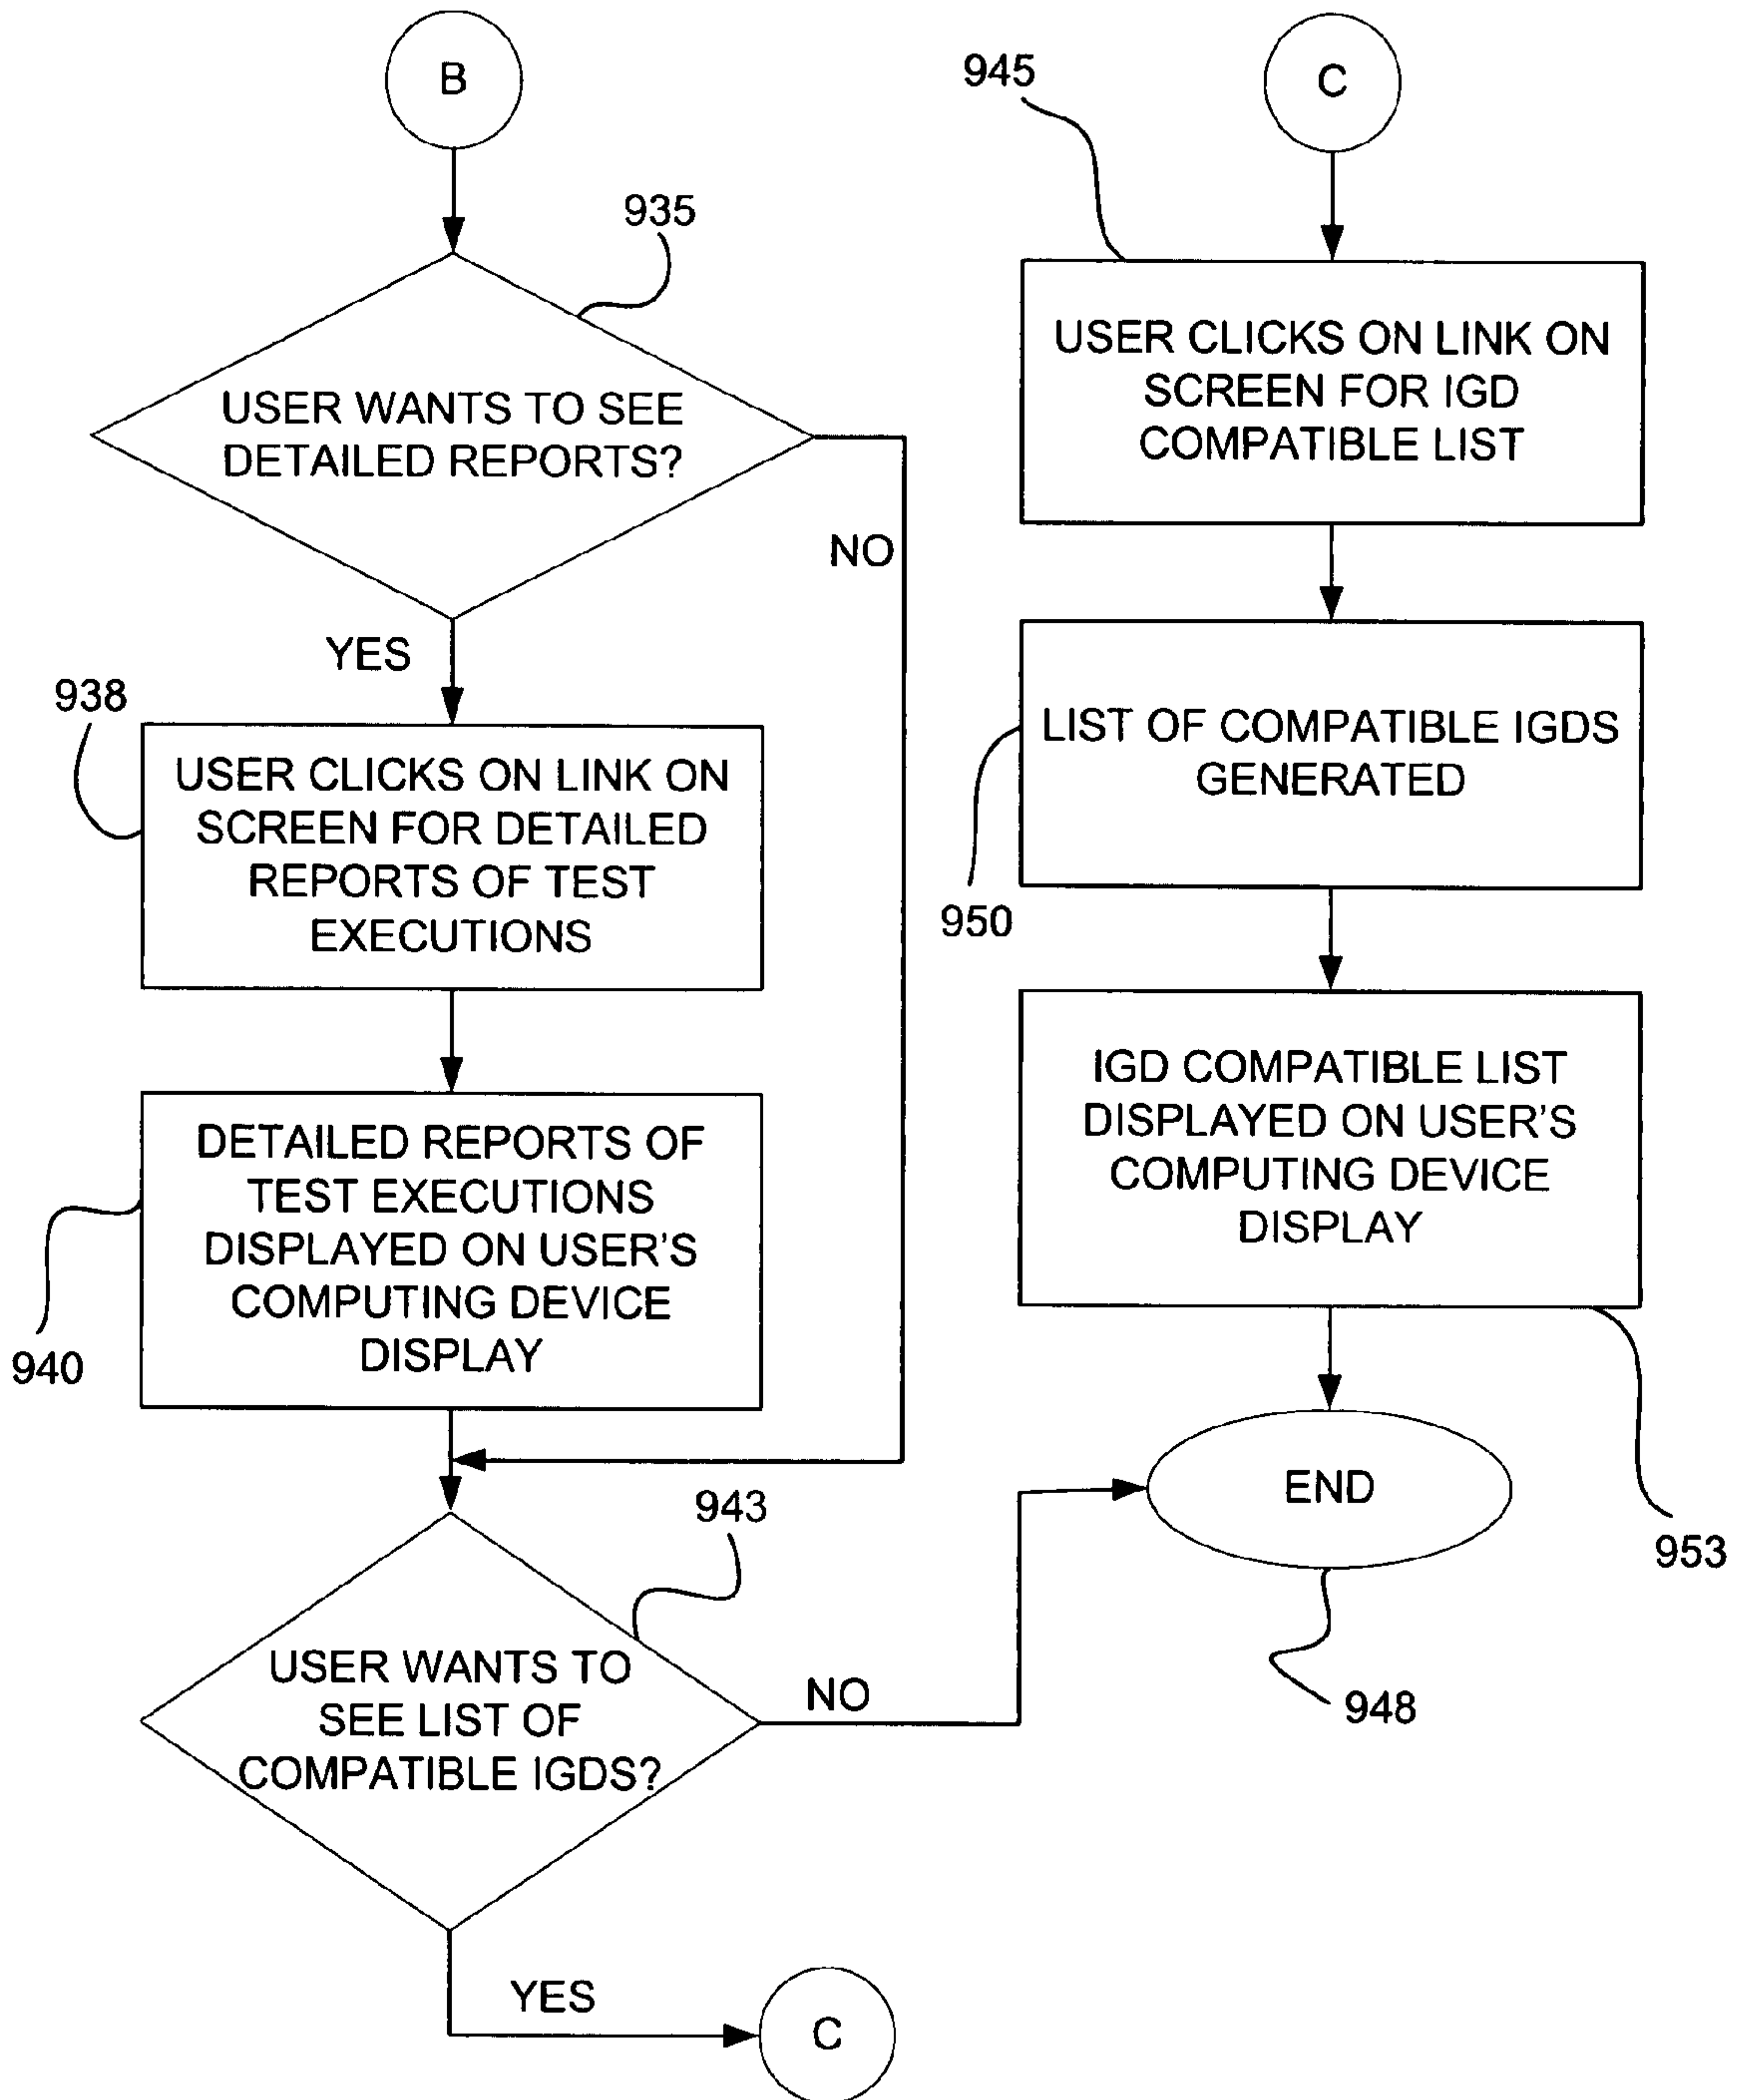 B
935
USER WANTS TO SEE
DETAILED REPORTS?
NO
YES
938
USER CLICKS ON LINK ON
SCREEN FOR DETAILED
REPORTS OF TEST
EXECUTIONS
DETAILED REPORTS OF
TEST EXECUTIONS
DISPLAYED ON USER'S
COMPUTING DEVICE
DISPLAY
940
943
USER WANTS TO
SEE LIST OF
COMPATIBLE IGDS?
NO
YES
C
C
945
USER CLICKS ON LINK ON
SCREEN FOR IGD
COMPATIBLE LIST
LIST OF COMPATIBLE IGDS
GENERATED
950
IGD COMPATIBLE LIST
DISPLAYED ON USER'S
COMPUTING DEVICE
DISPLAY
953
END
948